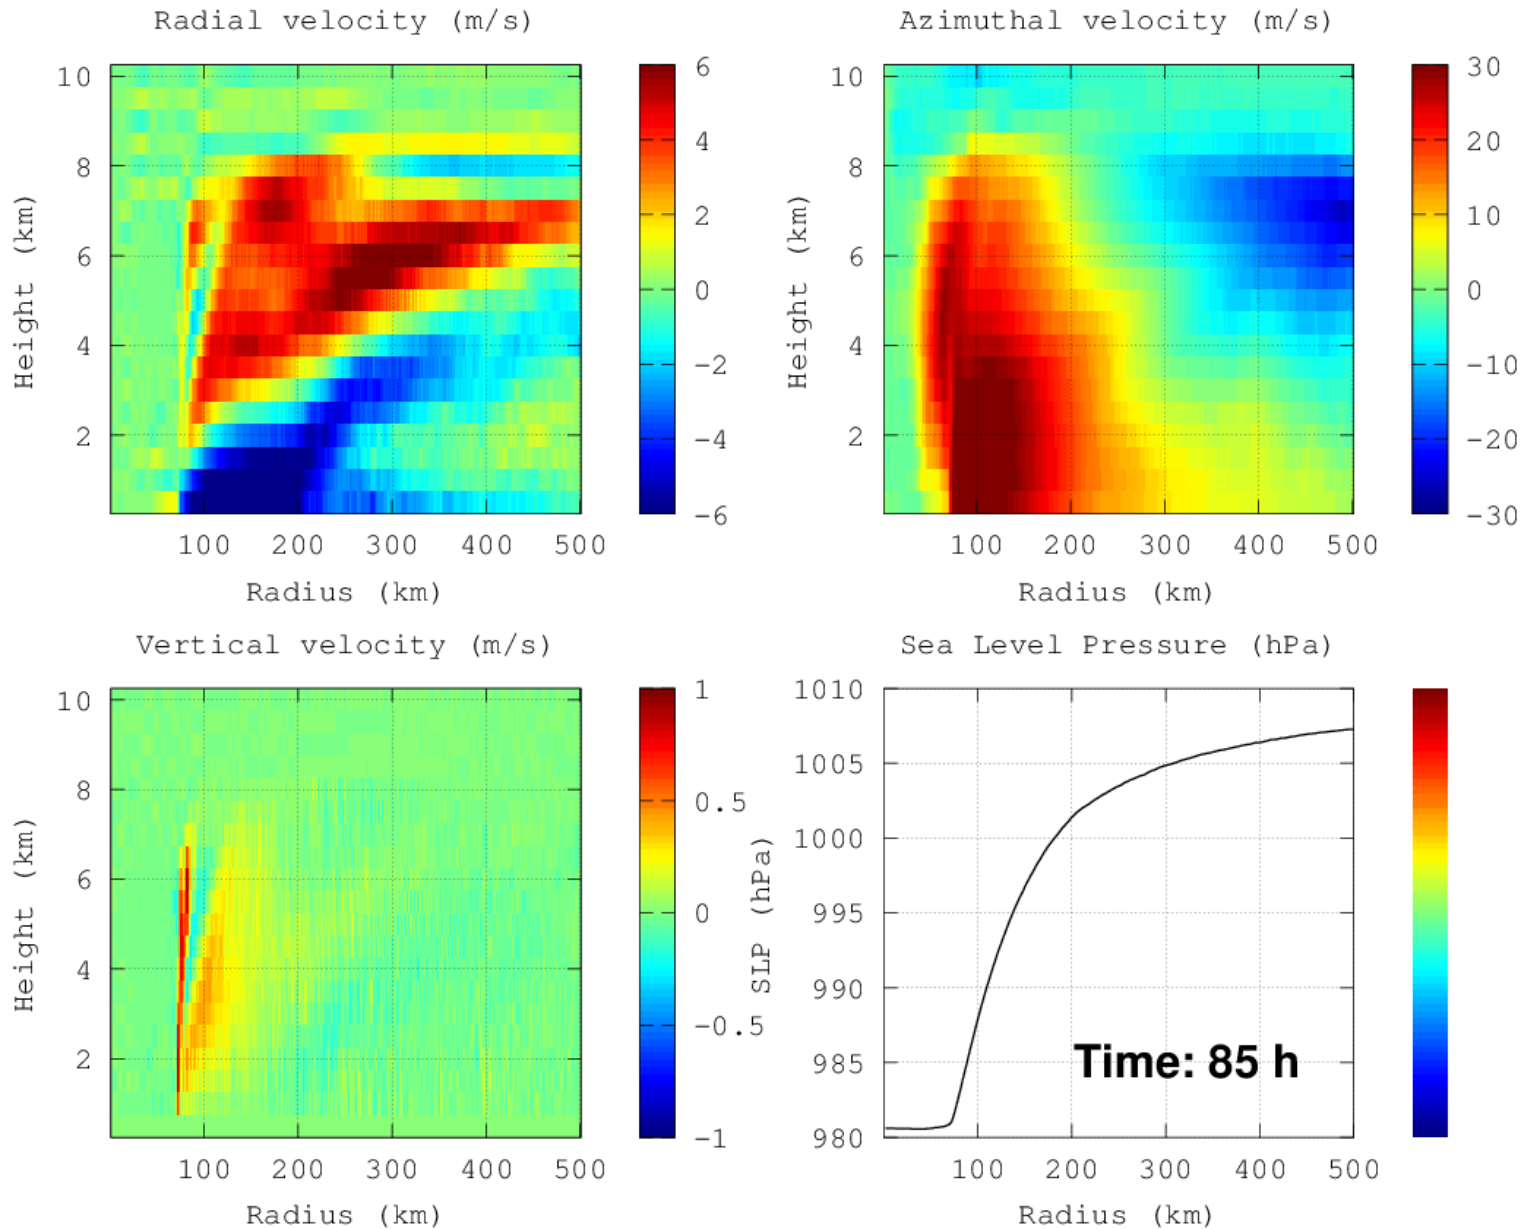 Radial velocity (m/s)
10
8
6
4
2
Height (km)
100 200 300 400 500
Radius (km)
6
4
2
0
-2
-4
-6
Azimuthal velocity (m/s)
10
8
6
4
2
Height (km)
100 200 300 400 500
Radius (km)
30
20
10
0
-10
-20
-30
Vertical velocity (m/s)
10
8
6
4
2
Height (km)
100 200 300 400 500
Radius (km)
1
0.5
0
-0.5
-1
Sea Level Pressure (hPa)
1010
1005
1000
995
990
985
980
SLP (hPa)
Time: 85 h
100 200 300 400 500
Radius (km)